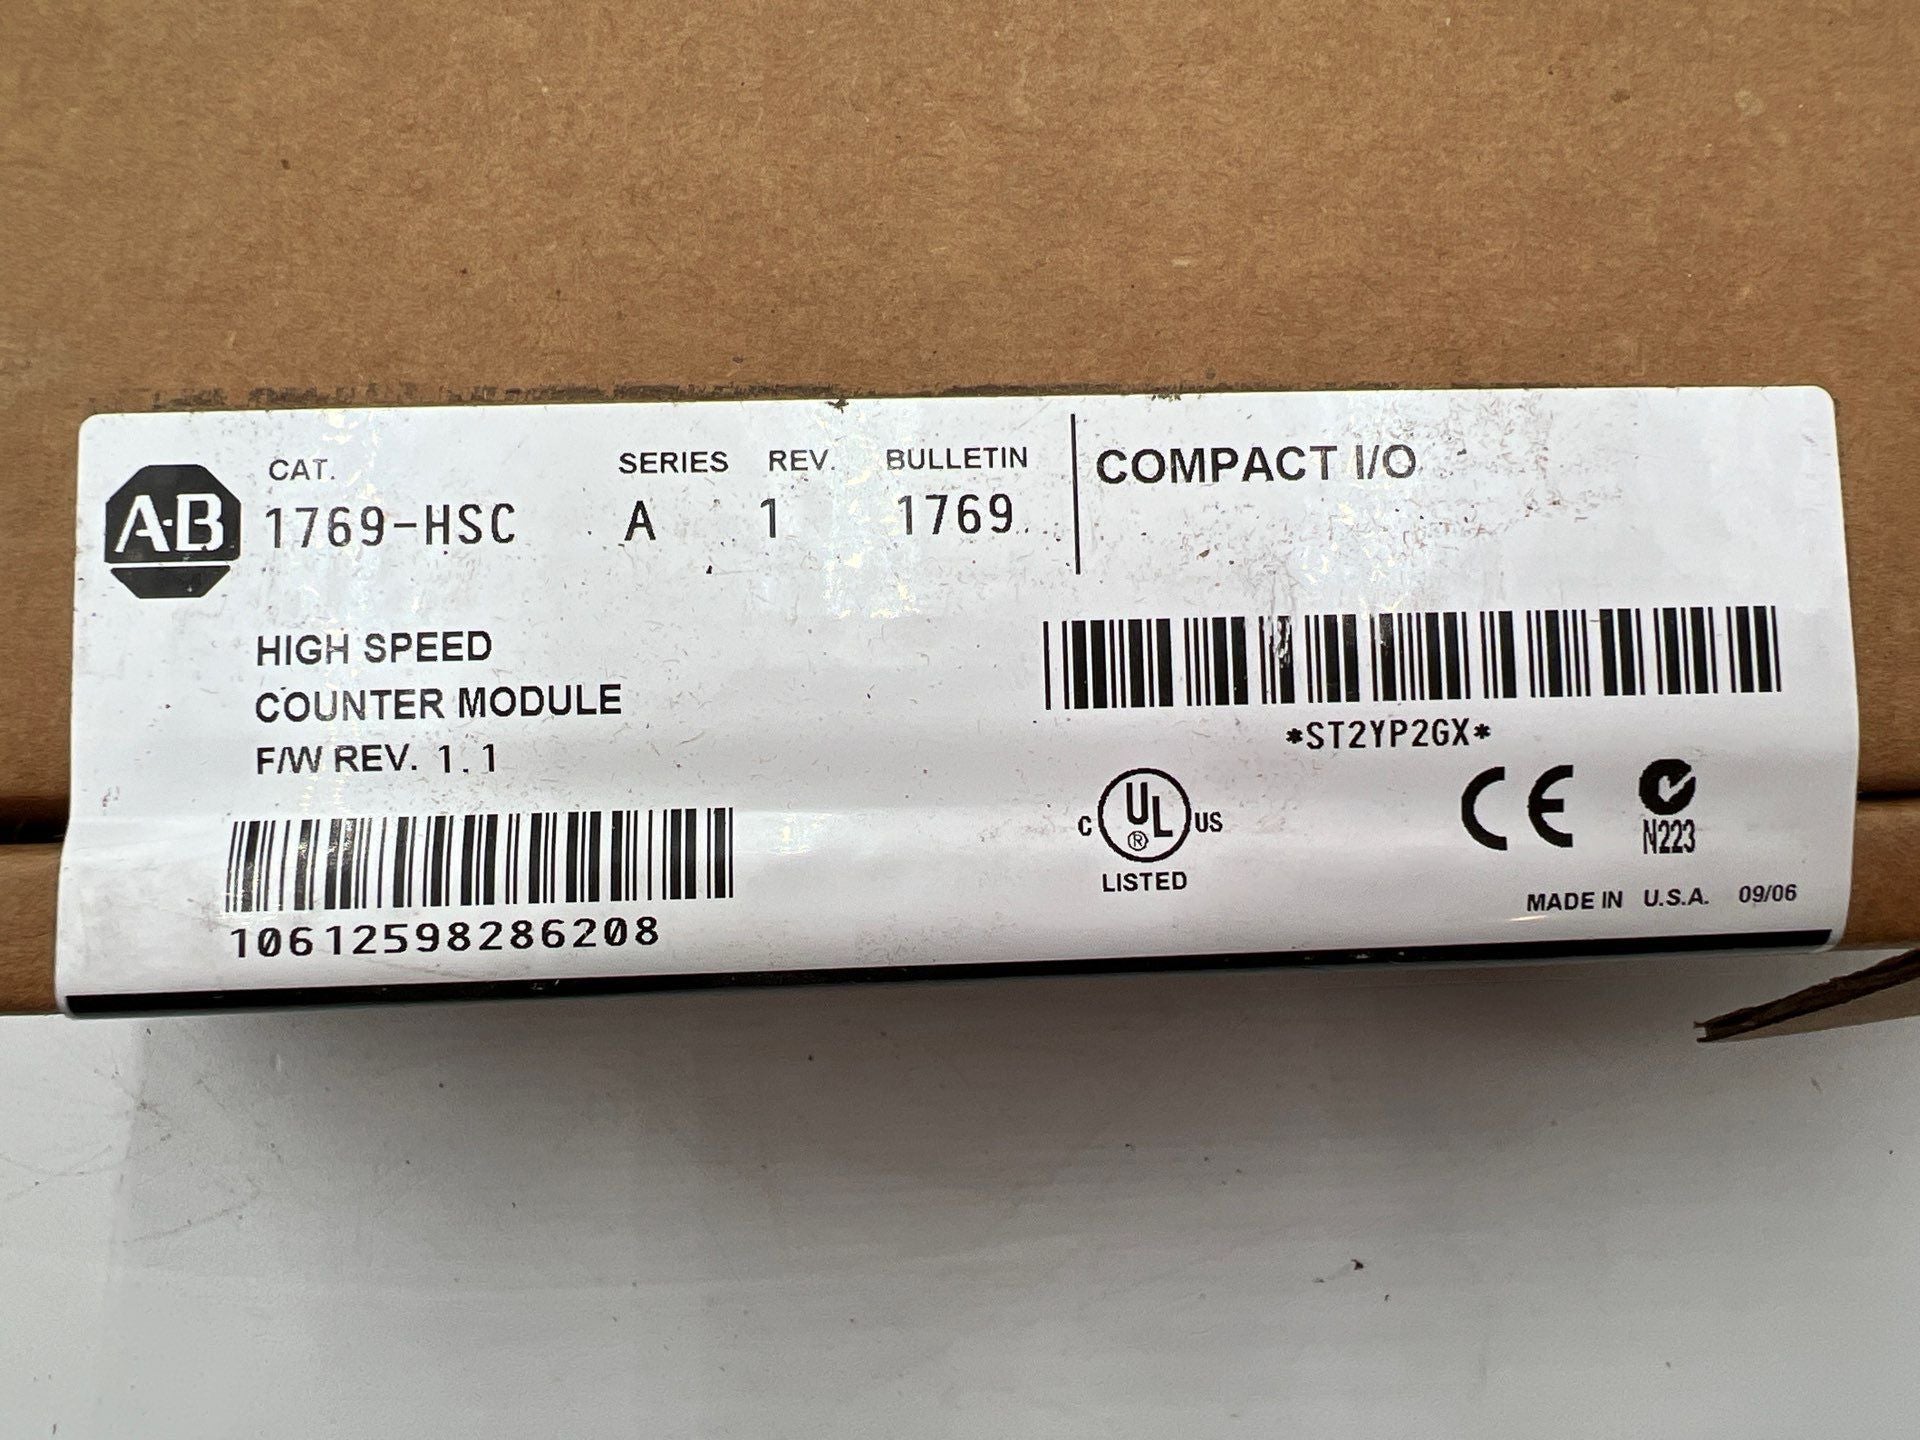 A-B
CAT. SERIES REV. BULLETIN
1769-HSC A 1 1769
COMPACT I/O
HIGH SPEED
COUNTER MODULE
F/W REV. 1.1
10612598286208
*ST2YP2GX*
C UL ® US
LISTED
CE
N223
MADE IN U.S.A. 09/06